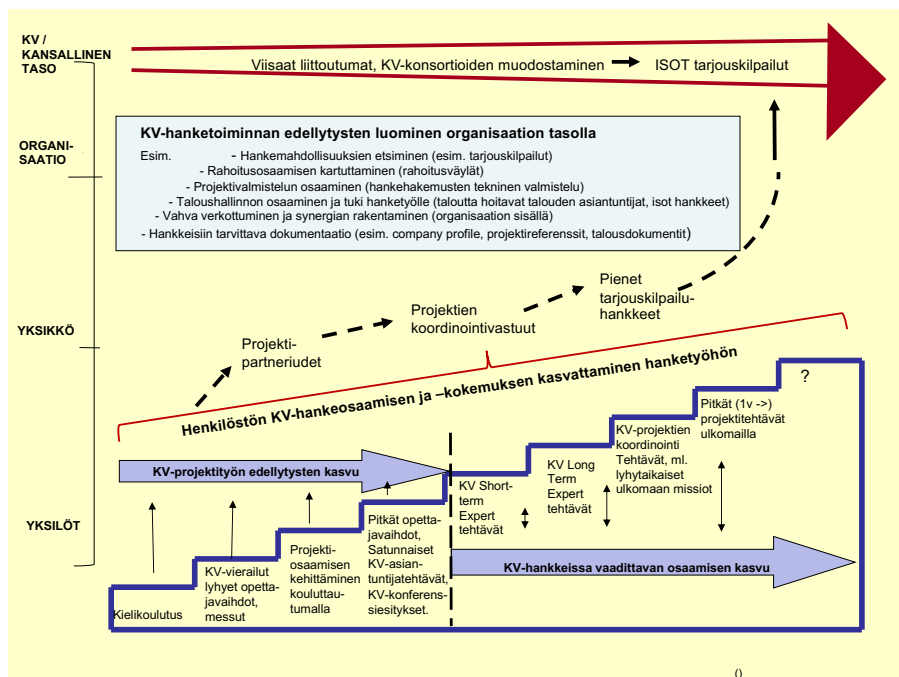 KV /
KANSALLINEN
TASO
Viisaat liittoutumat, KV-konsortioiden muodostaminen
ISOT tarjouskilpailut
ORGANI-
SAATIO
KV-hanketoiminnan edellytysten luominen organisaation tasolla
Esim. - Hankemahdollisuuksien etsiminen (esim. tarjouskilpailut)
- Rahoitusosaamisen kartuttaminen (rahoitusväylät)
- Projektivalmistelun osaaminen (hankehakemusten tekninen valmistelu)
- Taloushallinnon osaaminen ja tuki hanketyölle (taloutta hoitavat talouden asiantuntijat, isot hankkeet)
- Vahva verkottuminen ja synergian rakentaminen (organisaation sisällä)
- Hankkeisiin tarvittava dokumentaatio (esim. company profile, projektireferenssit, talousdokumentit)
YKSIKKÖ
Projekti-
partneriudet
Projektien
koordinointivastuut
Pienet
tarjouskilpailu-
hankkeet
Henkilöstön KV-hankeosaamisen ja –kokemuksen kasvattaminen hanketyöhön
YKSILÖT
KV-projektityön edellytysten kasvu
Kielikoulutus
KV-vierailut
lyhyet opetta-
javaihdot,
messut
Projekti-
osaamisen
kehittäminen
kouluttau-
tumalla
Pitkät opetta-
javaihdot,
Satunnaiset
KV-asian-
tuntijatehtävät,
KV-konferens-
siesitykset.
KV Short-
term
Expert
tehtävät
KV Long
Term
Expert
tehtävät
KV-projektien
koordinointi
Tehtävät, ml.
lyhytaikaiset
ulkomaan missiot
Pitkät (1v ->)
projektitehtävät
ulkomailla
?
KV-hankkeissa vaadittavan osaamisen kasvu
()